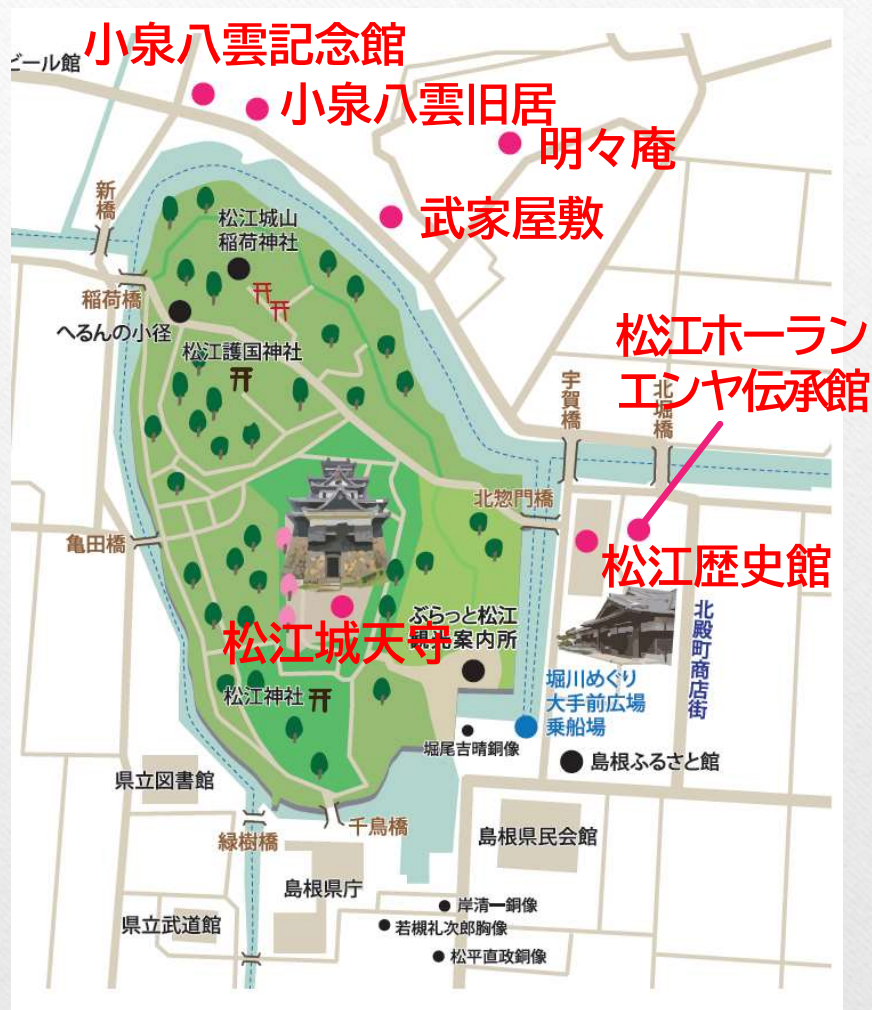 小泉八雲記念館
ビール館
小泉八雲旧居
明々庵
新橋
武家屋敷
松江城山
稲荷神社
稲荷橋
へるんの小径
松江護国神社
松江ホーラン
エンヤ伝承館
宇賀橋
北堀橋
北惣門橋
亀田橋
松江歴史館
ぷらっと松江
観光案内所
松江城天守
北殿町商店街
堀川めぐり
大手前広場
乗船場
松江神社
堀尾吉晴銅像
島根ふるさと館
県立図書館
千鳥橋
緑樹橋
島根県民会館
島根県庁
岸清一銅像
県立武道館
若槻礼次郎胸像
松平直政銅像